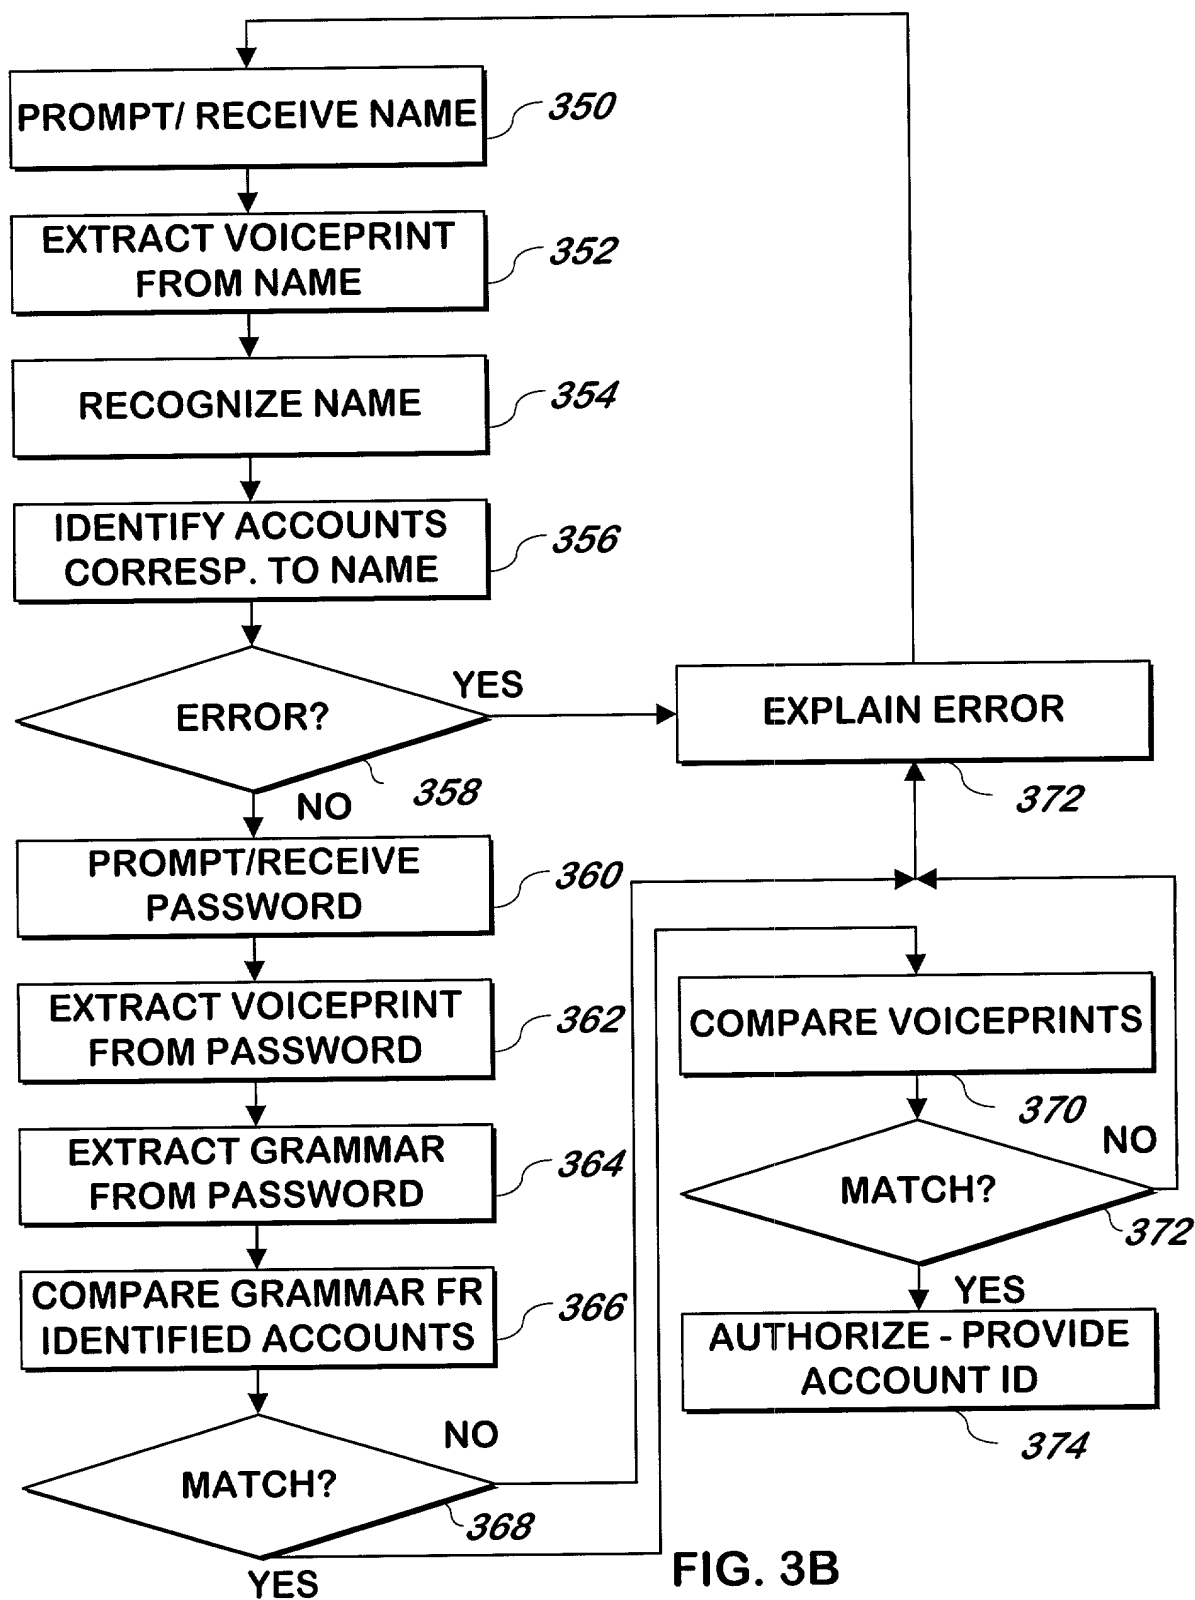 PROMPT/ RECEIVE NAME
350
EXTRACT VOICEPRINT
FROM NAME
352
RECOGNIZE NAME
354
IDENTIFY ACCOUNTS
CORRESP. TO NAME
356
ERROR?
YES
358
NO
EXPLAIN ERROR
372
PROMPT/RECEIVE
PASSWORD
360
EXTRACT VOICEPRINT
FROM PASSWORD
362
EXTRACT GRAMMAR
FROM PASSWORD
364
COMPARE GRAMMAR FR
IDENTIFIED ACCOUNTS
366
MATCH?
NO
368
YES
COMPARE VOICEPRINTS
370
MATCH?
NO
372
YES
AUTHORIZE - PROVIDE
ACCOUNT ID
374
FIG. 3B